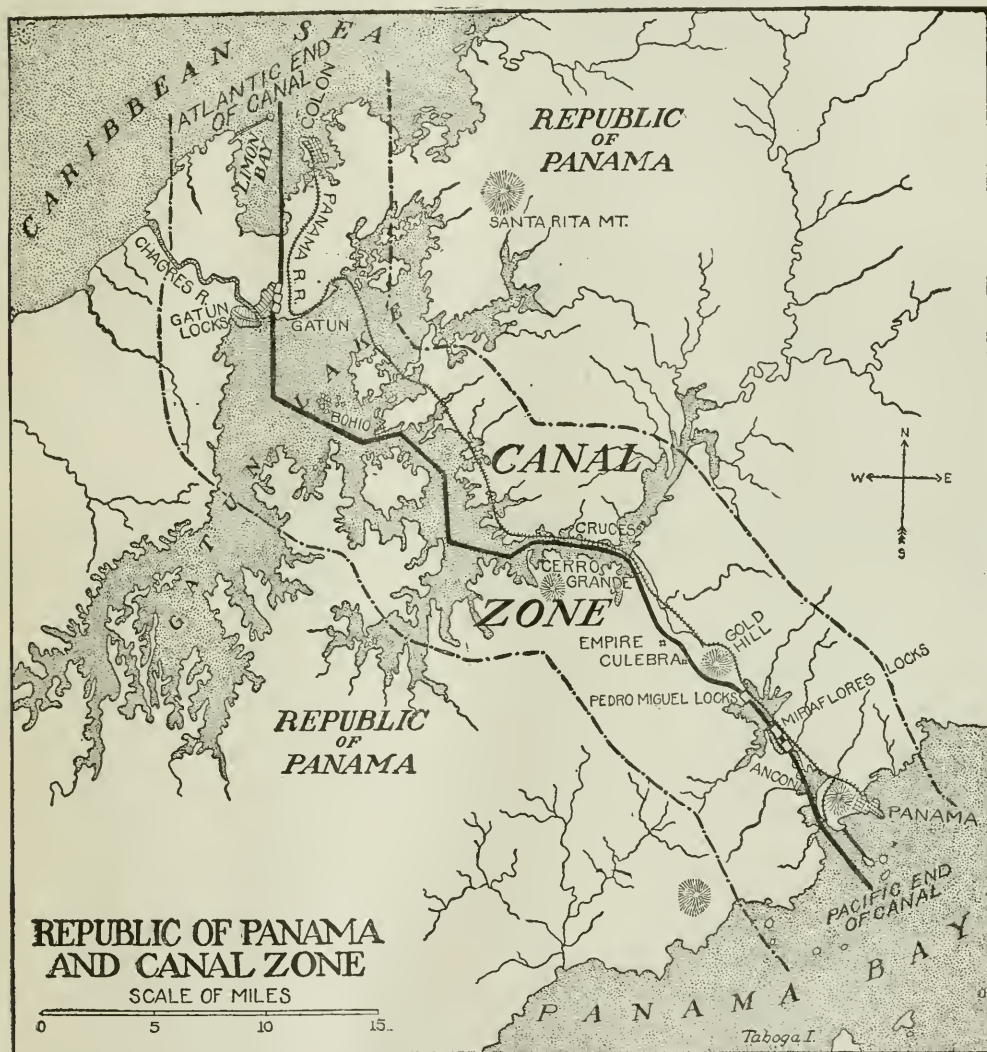 CARIBBEAN SEA
ATLANTIC END
OF CANAL
LIMON
BAY
COLON
PANAMA R.R.
REPUBLIC
OF
PANAMA
SANTA RITA MT.
CHAGRES R.
GATUN
LOCKS
GATUN
GATUN LAKE
BOHIO
CANAL
ZONE
N
W E
S
CRUCES
CERRO
GRANDE
EMPIRE
CULEBRA
GOLD
HILL
PEDRO MIGUEL LOCKS
MIRAFLORES LOCKS
REPUBLIC
OF
PANAMA
ANCON
PANAMA
PACIFIC END
OF CANAL
PANAMA BAY
Taboga I.
REPUBLIC OF PANAMA
AND CANAL ZONE
SCALE OF MILES
0 5 10 15